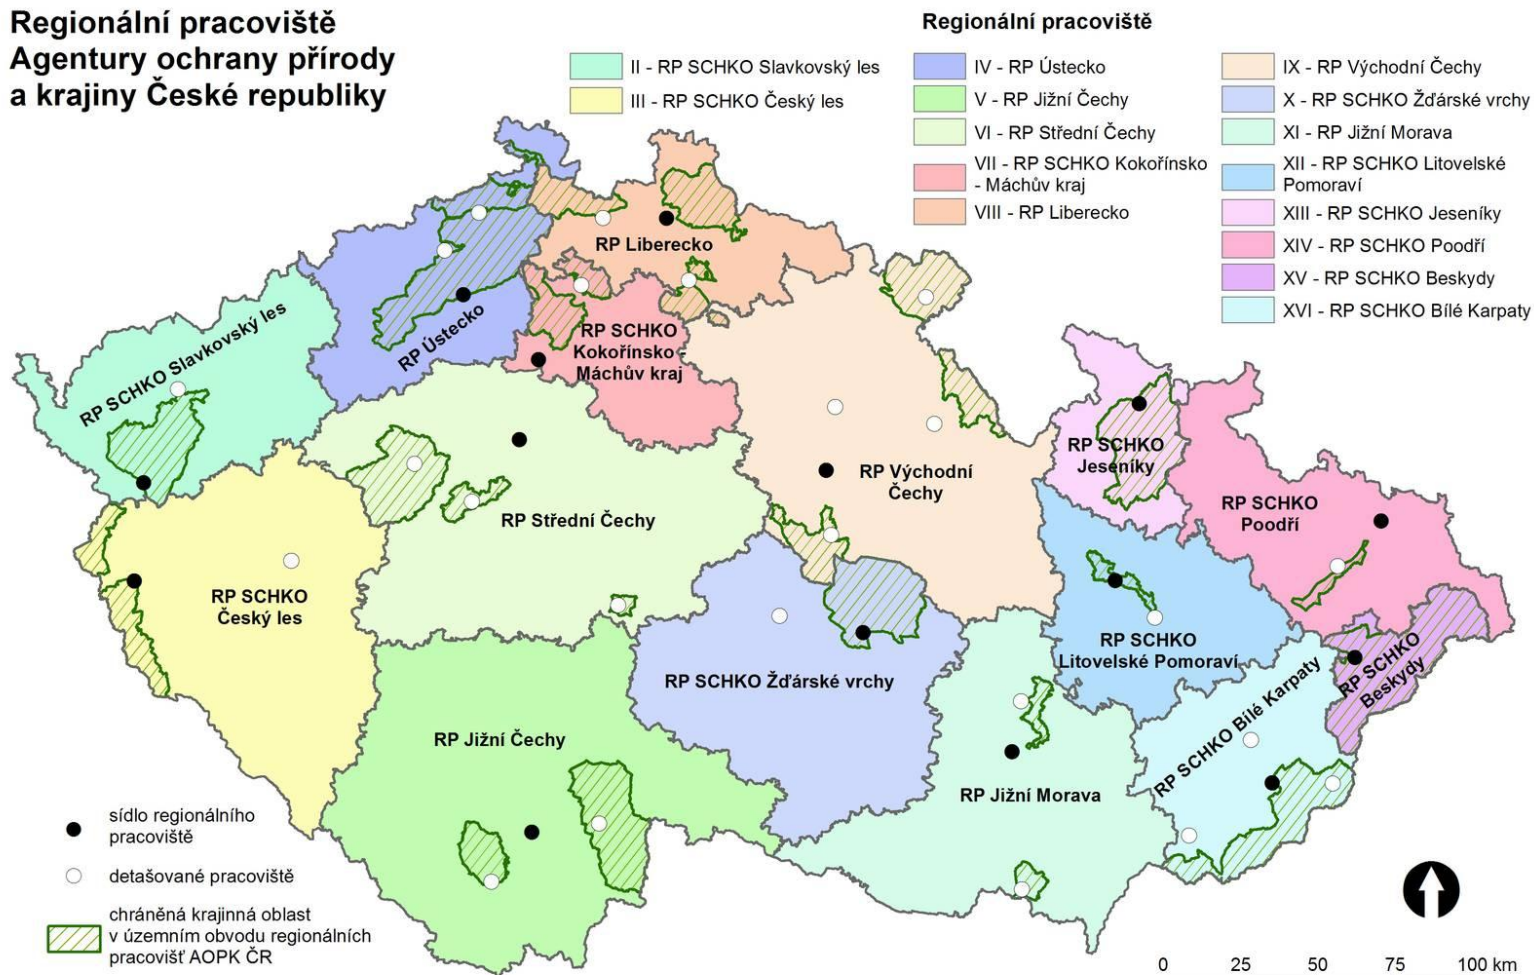 Regionální pracoviště
Agentury ochrany přírody
a krajiny České republiky
Regionální pracoviště
II - RP SCHKO Slavkovský les
III - RP SCHKO Český les
IV - RP Ústecko
V - RP Jižní Čechy
VI - RP Střední Čechy
VII - RP SCHKO Kokořínsko
- Máchův kraj
VIII - RP Liberecko
IX - RP Východní Čechy
X - RP SCHKO Žďárské vrchy
XI - RP Jižní Morava
XII - RP SCHKO Litovelské
Pomoraví
XIII - RP SCHKO Jeseníky
XIV - RP SCHKO Poodří
XV - RP SCHKO Beskydy
XVI - RP SCHKO Bílé Karpaty
RP Liberecko
RP Ústecko
RP SCHKO Slavkovský les
RP SCHKO
Kokořínsko -
Máchův kraj
RP SCHKO
Jeseníky
RP Východní
Čechy
RP SCHKO
Poodří
RP Střední Čechy
RP SCHKO
Český les
RP SCHKO
Litovelské Pomoraví
RP SCHKO
Beskydy
RP SCHKO Žďárské vrchy
RP SCHKO Bílé Karpaty
RP Jižní Čechy
RP Jižní Morava
sídlo regionálního
pracoviště
detašované pracoviště
chráněná krajinná oblast
v územním obvodu regionálních
pracovišť AOPK ČR
0 25 50 75 100 km